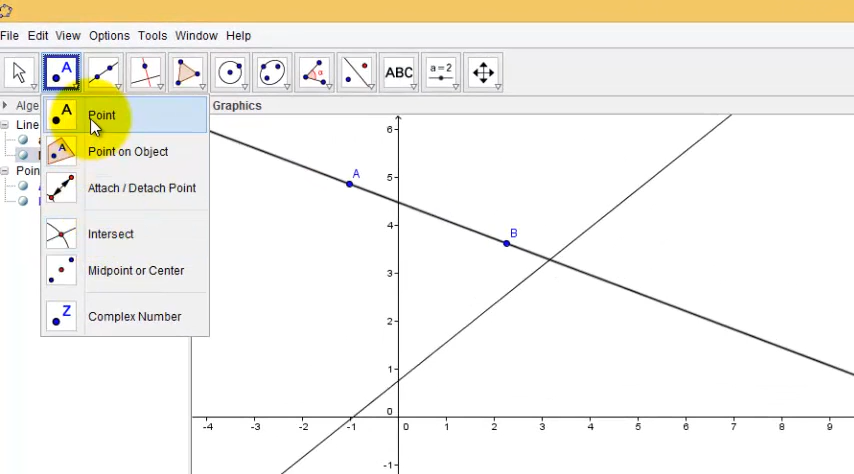 File Edit View Options Tools Window Help
A
α
ABC
a=2
Alge
Graphics
Line
Poin
A Point
A Point on Object
Attach / Detach Point
Intersect
Midpoint or Center
Z Complex Number
A
B
6
5
4
3
2
1
0
-1
-4 -3 -2 -1 0 1 2 3 4 5 6 7 8 9